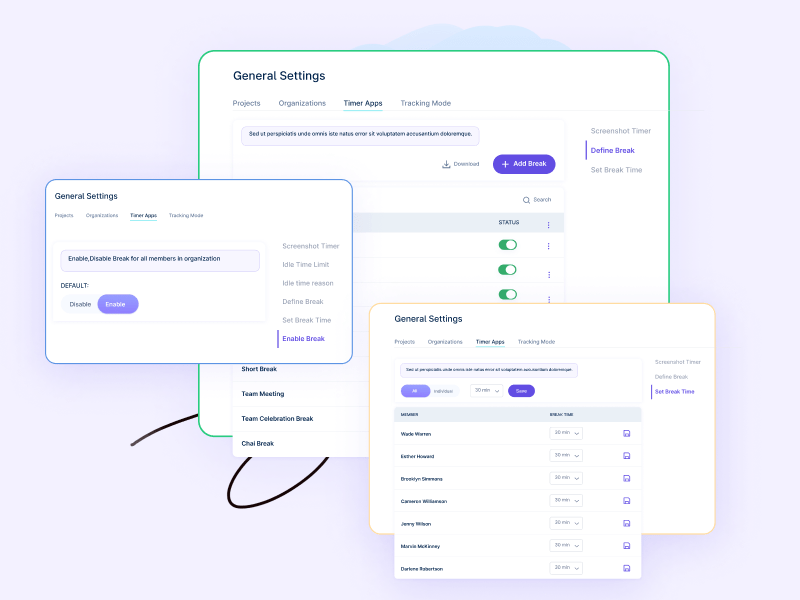 General Settings
Projects Organizations Timer Apps Tracking Mode
Sed ut perspiciatis unde omnis iste natus error sit voluptatem accusantium doloremque.
Download + Add Break
Search
STATUS
Short Break
Team Meeting
Team Celebration Break
Chai Break
Screenshot Timer
Define Break
Set Break Time
General Settings
Projects Organizations Timer Apps Tracking Mode
Enable,Disable Break for all members in organization
DEFAULT:
Disable Enable
Screenshot Timer
Idle Time Limit
Idle time reason
Define Break
Set Break Time
Enable Break
General Settings
Projects Organizations Timer Apps Tracking Mode
Sed ut perspiciatis unde omnis iste natus error sit voluptatem accusantium doloremque.
All Individual 30 min Save
MEMBER BREAK TIME
Wade Warren 30 min
Esther Howard 30 min
Brooklyn Simmons 30 min
Cameron Williamson 30 min
Jenny Wilson 30 min
Marvin McKinney 30 min
Darlene Robertson 30 min
Screenshot Timer
Define Break
Set Break Time